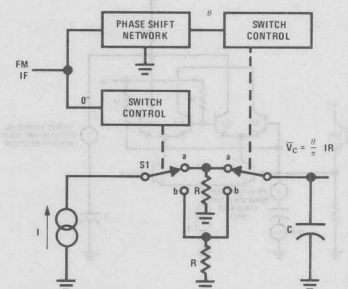 θ
PHASE SHIFT
NETWORK
SWITCH
CONTROL
FM
IF
0°
SWITCH
CONTROL
V̅C = θ/π IR
S1
a
a
R
b
b
I
C
R